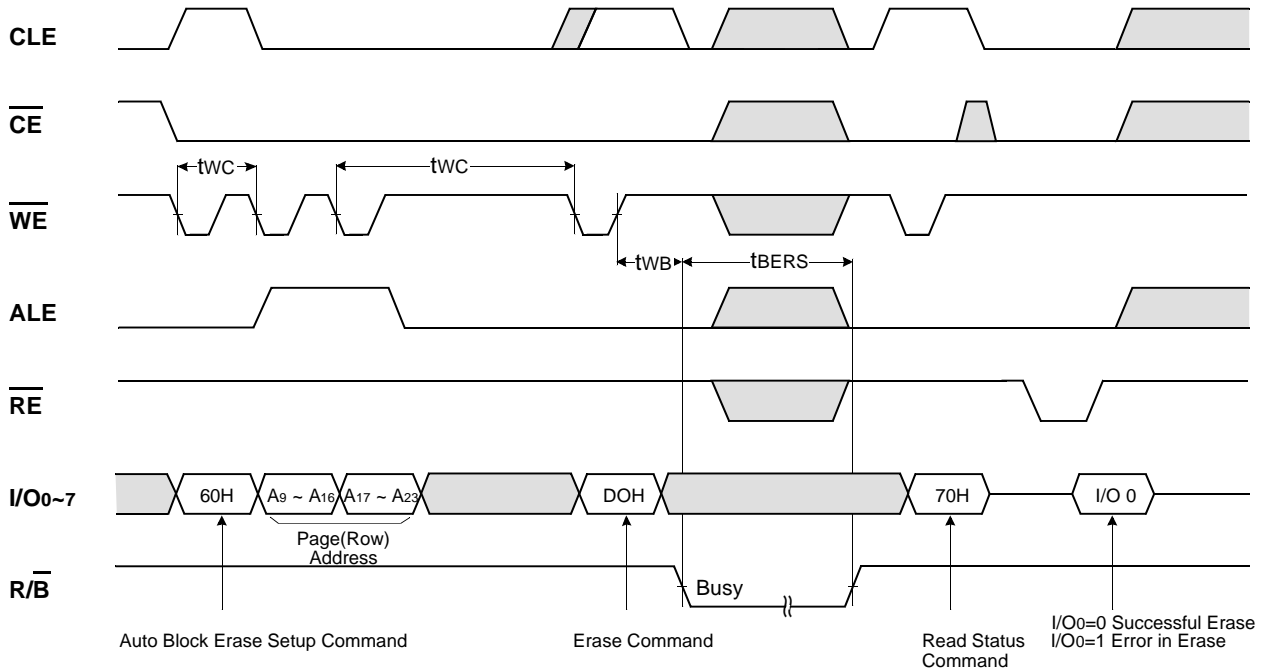 CLE
CE
tWC
tWC
WE
tWB
tBERS
ALE
RE
I/O0~7
60H
A9 ~ A16
A17 ~ A23
DOH
70H
I/O 0
Page(Row)
Address
R/B
Busy
Auto Block Erase Setup Command
Erase Command
Read Status
Command
I/O0=0 Successful Erase
I/O0=1 Error in Erase